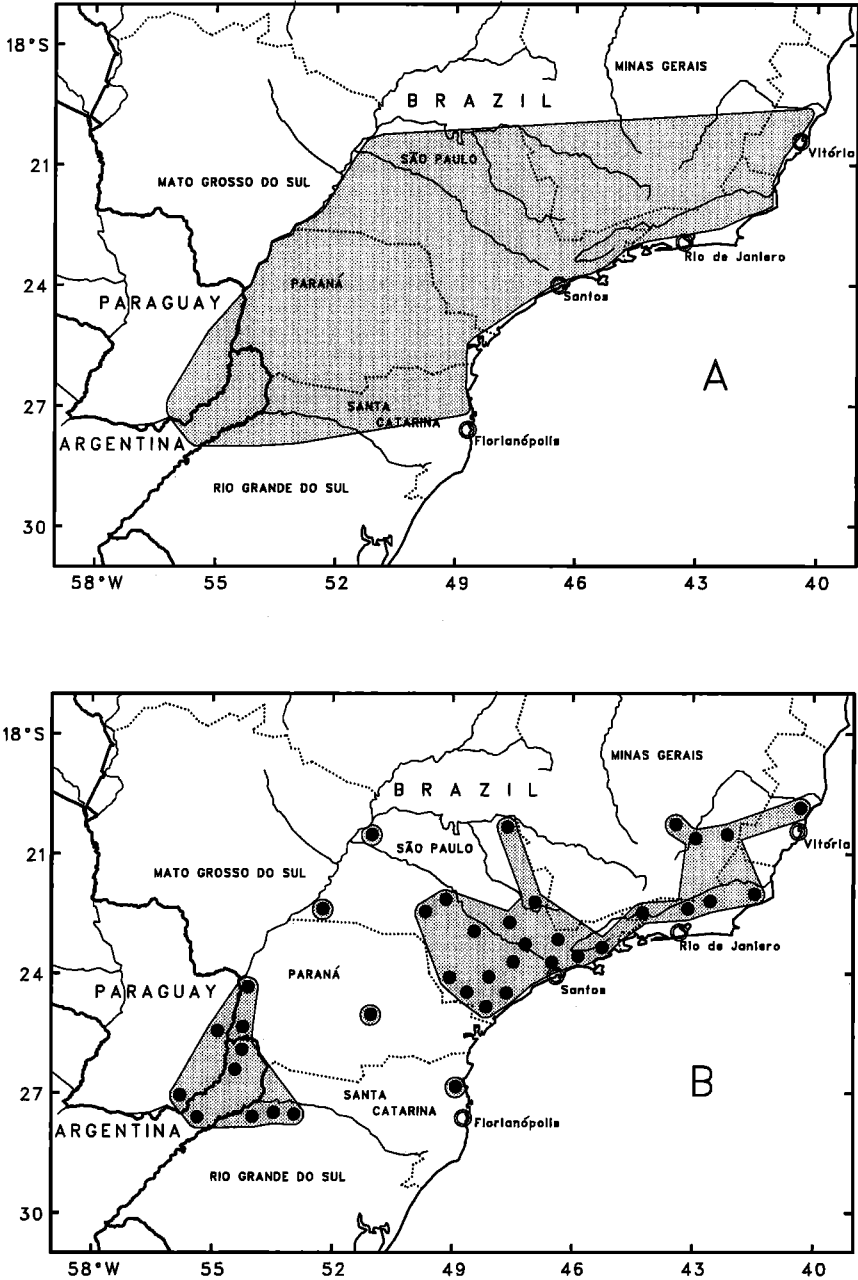 18°S
MINAS GERAIS
B R A Z I L
SÃO PAULO
21
Vitória
MATO GROSSO DO SUL
Rio de Janiero
24
PARANÁ
PARAGUAY
Santos
A
27
SANTA
CATARINA
ARGENTINA
Florianópolis
RIO GRANDE DO SUL
30
58°W 55 52 49 46 43 40
18°S
MINAS GERAIS
B R A Z I L
21
SÃO PAULO
Vitória
MATO GROSSO DO SUL
Rio de Janiero
24
PARANÁ
PARAGUAY
Santos
B
27
SANTA
CATARINA
ARGENTINA
Florianópolis
RIO GRANDE DO SUL
30
58°W 55 52 49 46 43 40